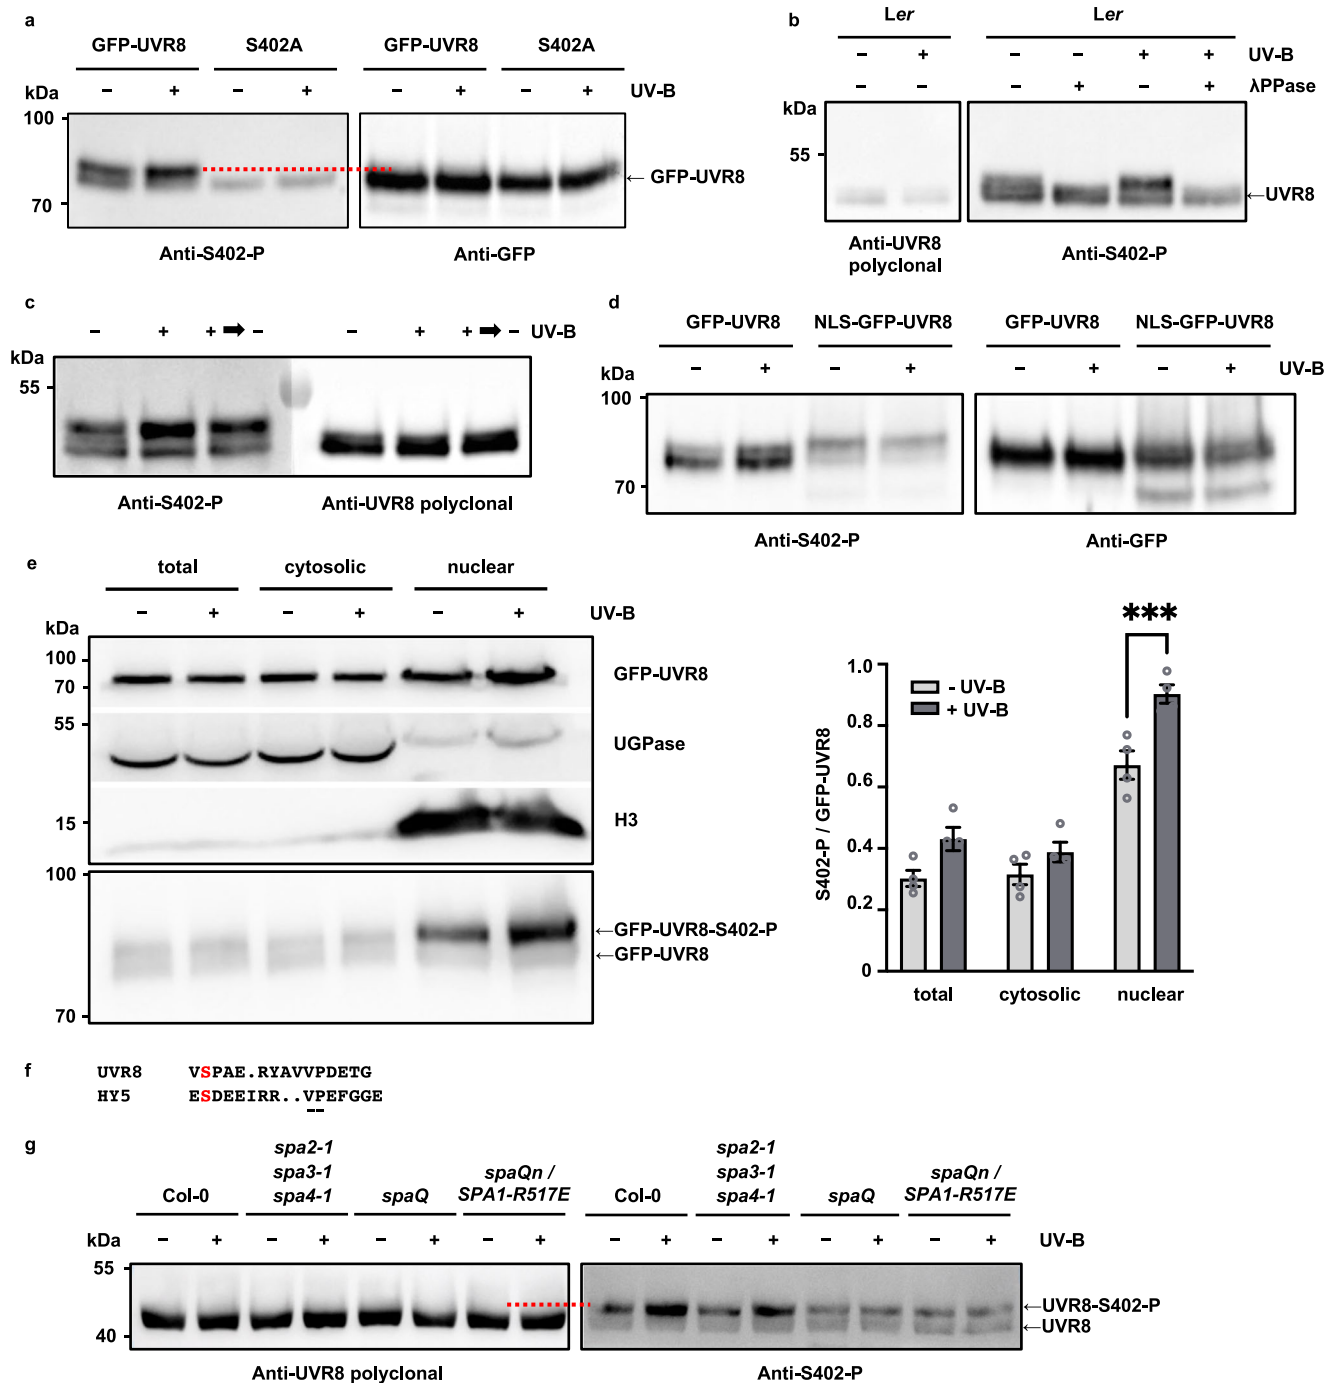 a
GFP-UVR8 S402A GFP-UVR8 S402A
kDa – + – + – + – + UV-B
100
70
← GFP-UVR8
Anti-S402-P Anti-GFP
b
Ler Ler
– + – – + + UV-B
– + – + λPPase
kDa
55
←UVR8
Anti-UVR8
polyclonal
Anti-S402-P
c
– + + ➡ – – + + ➡ – UV-B
kDa
55
Anti-S402-P Anti-UVR8 polyclonal
d
GFP-UVR8 NLS-GFP-UVR8 GFP-UVR8 NLS-GFP-UVR8
– + – + – + – + UV-B
kDa
100
70
Anti-S402-P Anti-GFP
e
total cytosolic nuclear
– + – + – + UV-B
kDa
100
70
GFP-UVR8
55
UGPase
15
H3
100
←GFP-UVR8-S402-P
←GFP-UVR8
70
***
- UV-B
+ UV-B
S402-P / GFP-UVR8
1.0
0.8
0.6
0.4
0.2
0
total cytosolic nuclear
f
UVR8 VSPAE.RYAVVPDETG
HY5 ESDEEIRR..VPEFGGE
g
Col-0
spa2-1
spa3-1
spa4-1
spaQ
spaQn /
SPA1-R517E
Col-0
spa2-1
spa3-1
spa4-1
spaQ
spaQn /
SPA1-R517E
kDa – + – + – + – + – + – + – + – + UV-B
55
40
←UVR8-S402-P
←UVR8
Anti-UVR8 polyclonal Anti-S402-P